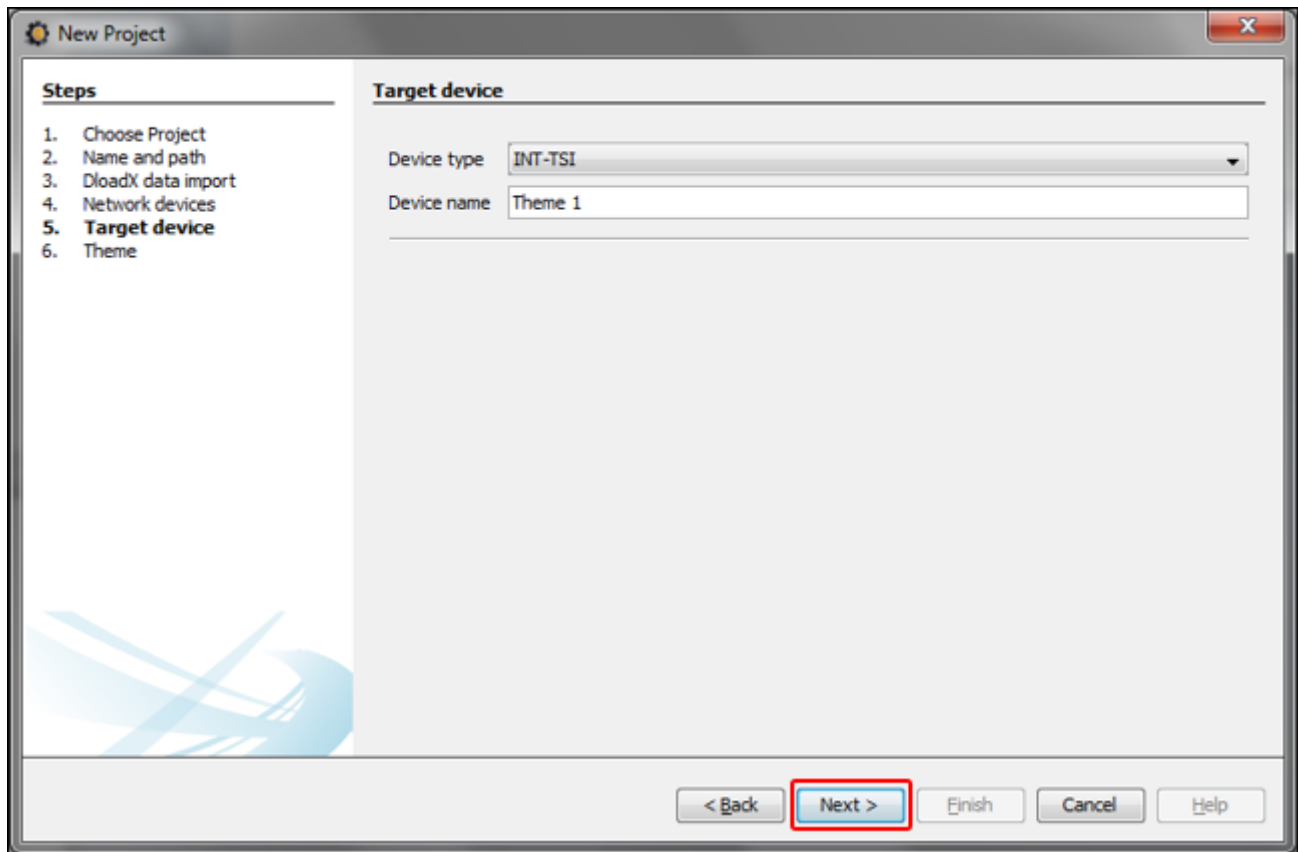 New Project
Steps
1. Choose Project
2. Name and path
3. DloadX data import
4. Network devices
5. Target device
6. Theme
Target device
Device type INT-TSI
Device name Theme 1
< Back Next > Finish Cancel Help